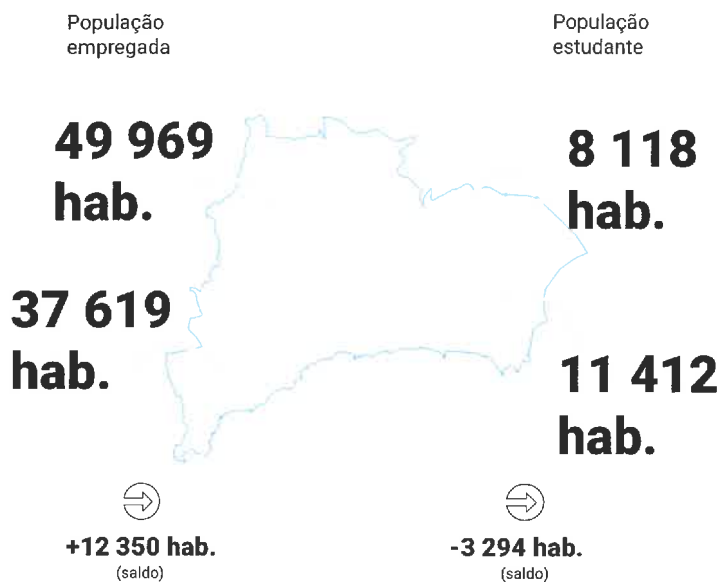 População
empregada
População
estudante
49 969
hab.
8 118
hab.
37 619
hab.
11 412
hab.
+12 350 hab.
(saldo)
-3 294 hab.
(saldo)